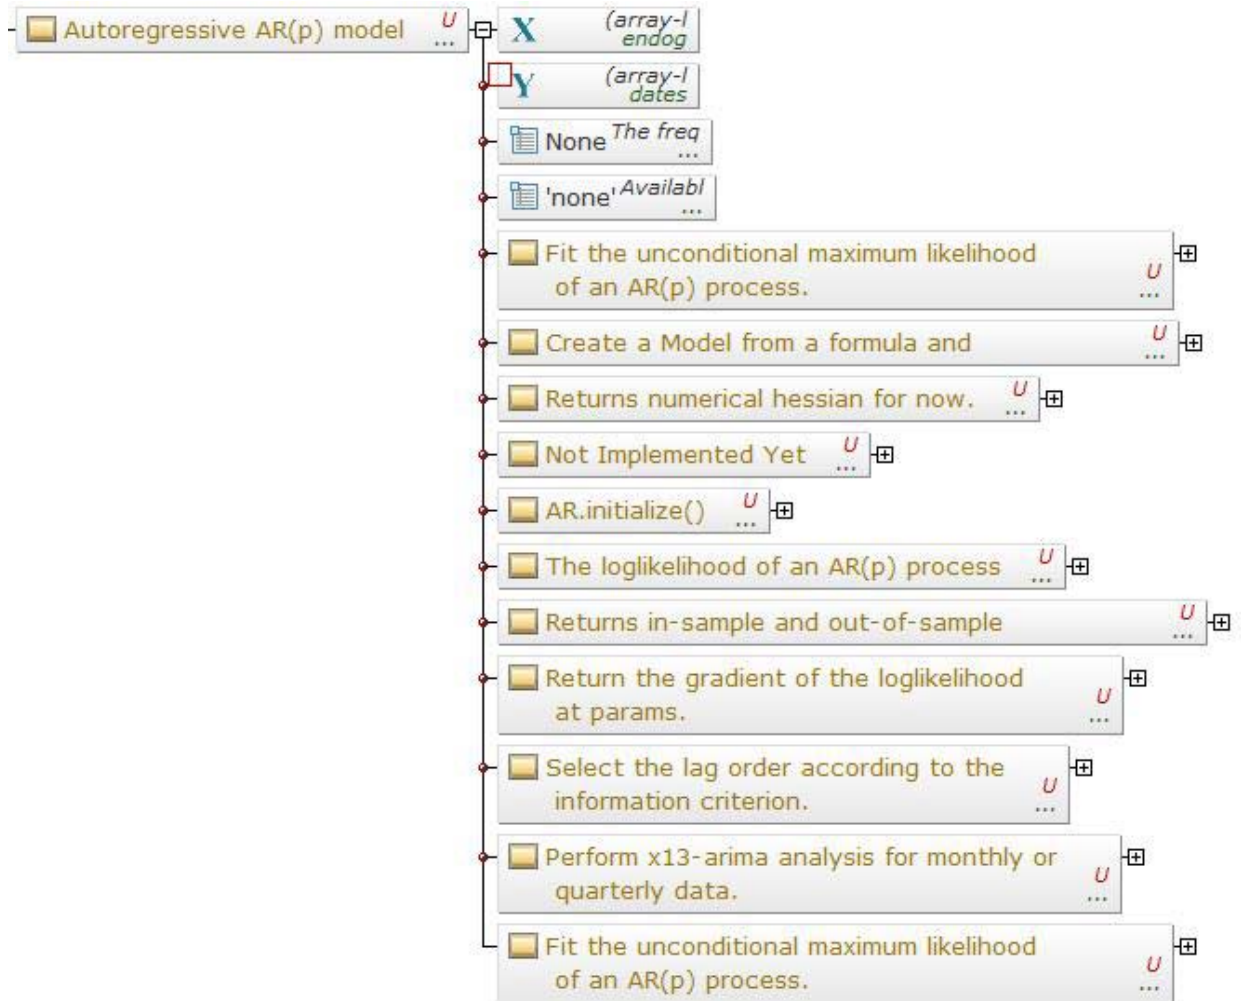 Autoregressive AR(p) model U
...
X (array-l
endog
Y (array-l
dates
None The freq
...
'none' Availabl
...
Fit the unconditional maximum likelihood
of an AR(p) process. U
...
Create a Model from a formula and U
...
Returns numerical hessian for now. U
...
Not Implemented Yet U
...
AR.initialize() U
...
The loglikelihood of an AR(p) process U
...
Returns in-sample and out-of-sample U
...
Return the gradient of the loglikelihood
at params. U
...
Select the lag order according to the
information criterion. U
...
Perform x13-arima analysis for monthly or
quarterly data. U
...
Fit the unconditional maximum likelihood
of an AR(p) process. U
...